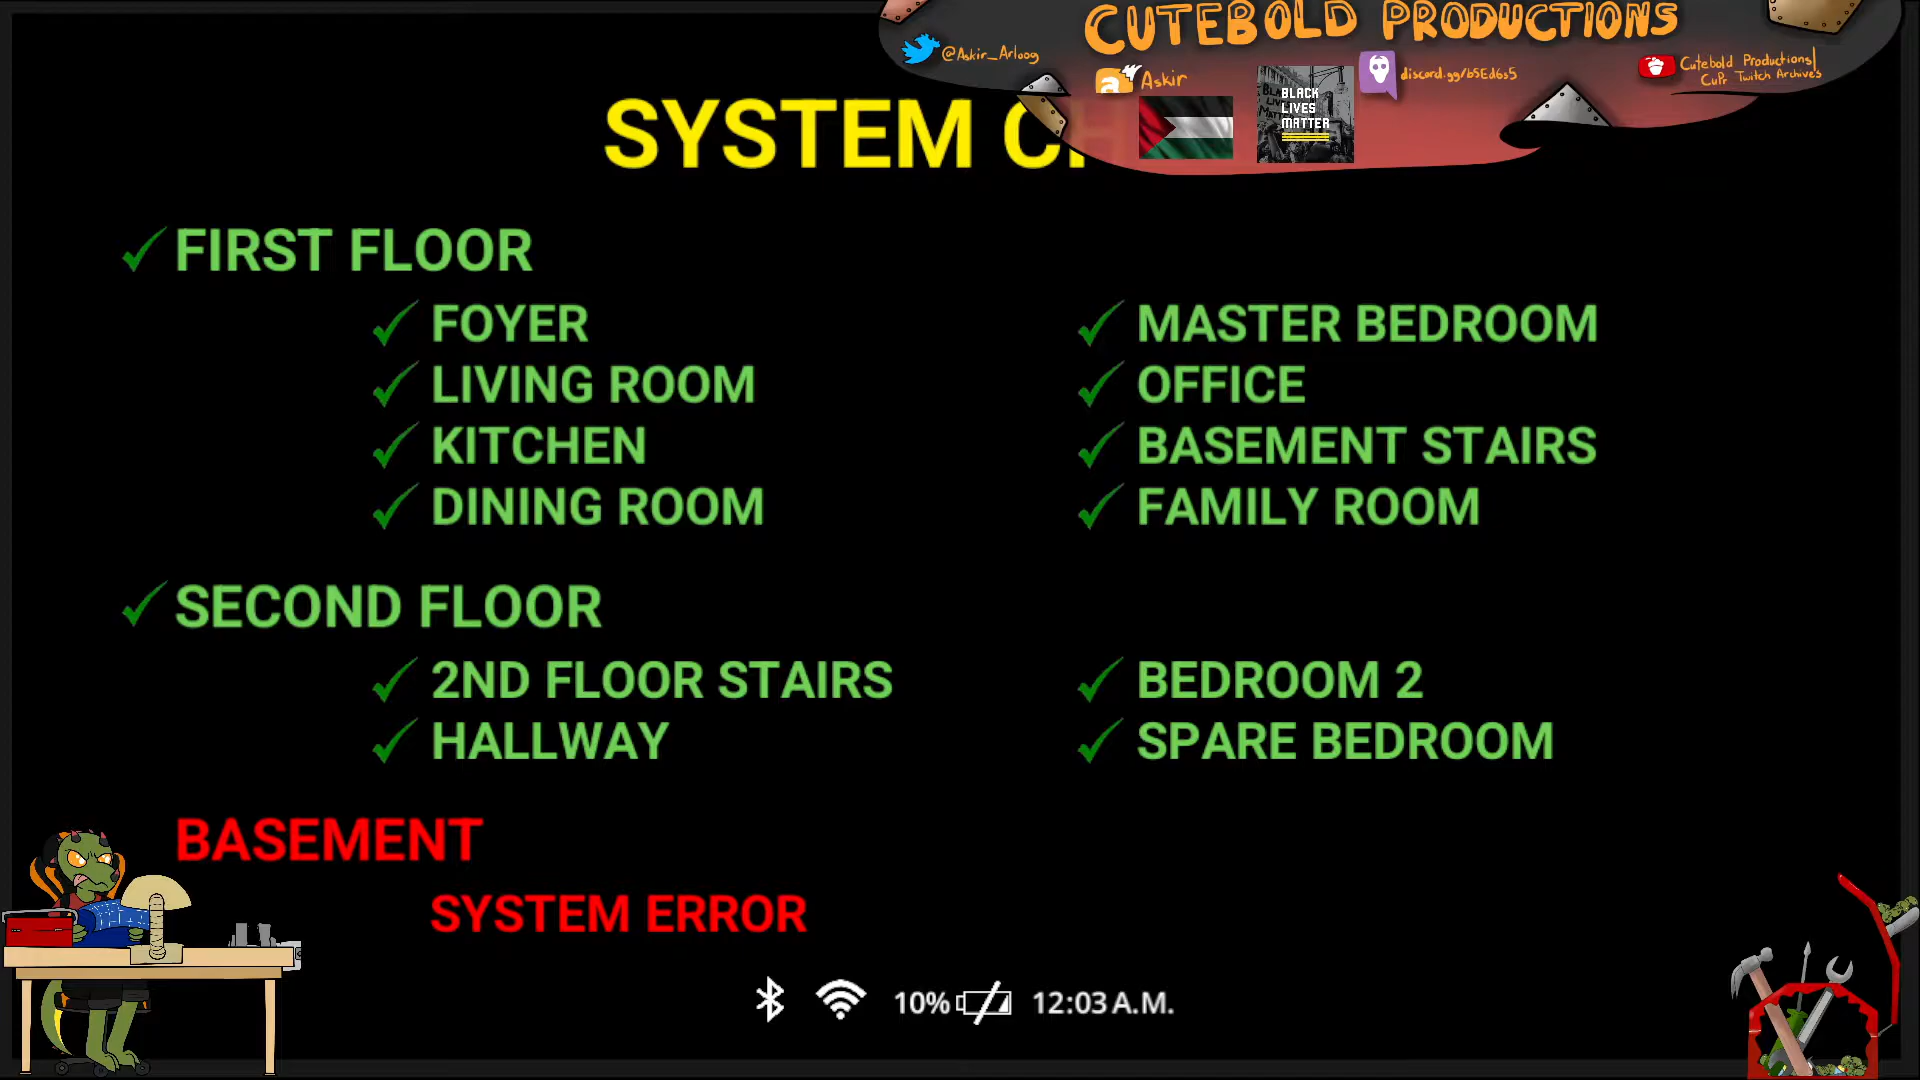 CUTEBOLD PRODUCTIONS
@Askir_Arloog
Askir
discord.gg/b5Ed6s5
Cutebold Productions/
CuPr Twitch Archives
BLACK
LIVES
MATTER
SYSTEM CH
FIRST FLOOR
FOYER
LIVING ROOM
KITCHEN
DINING ROOM
MASTER BEDROOM
OFFICE
BASEMENT STAIRS
FAMILY ROOM
SECOND FLOOR
2ND FLOOR STAIRS
HALLWAY
BEDROOM 2
SPARE BEDROOM
BASEMENT
SYSTEM ERROR
10% 12:03 A.M.